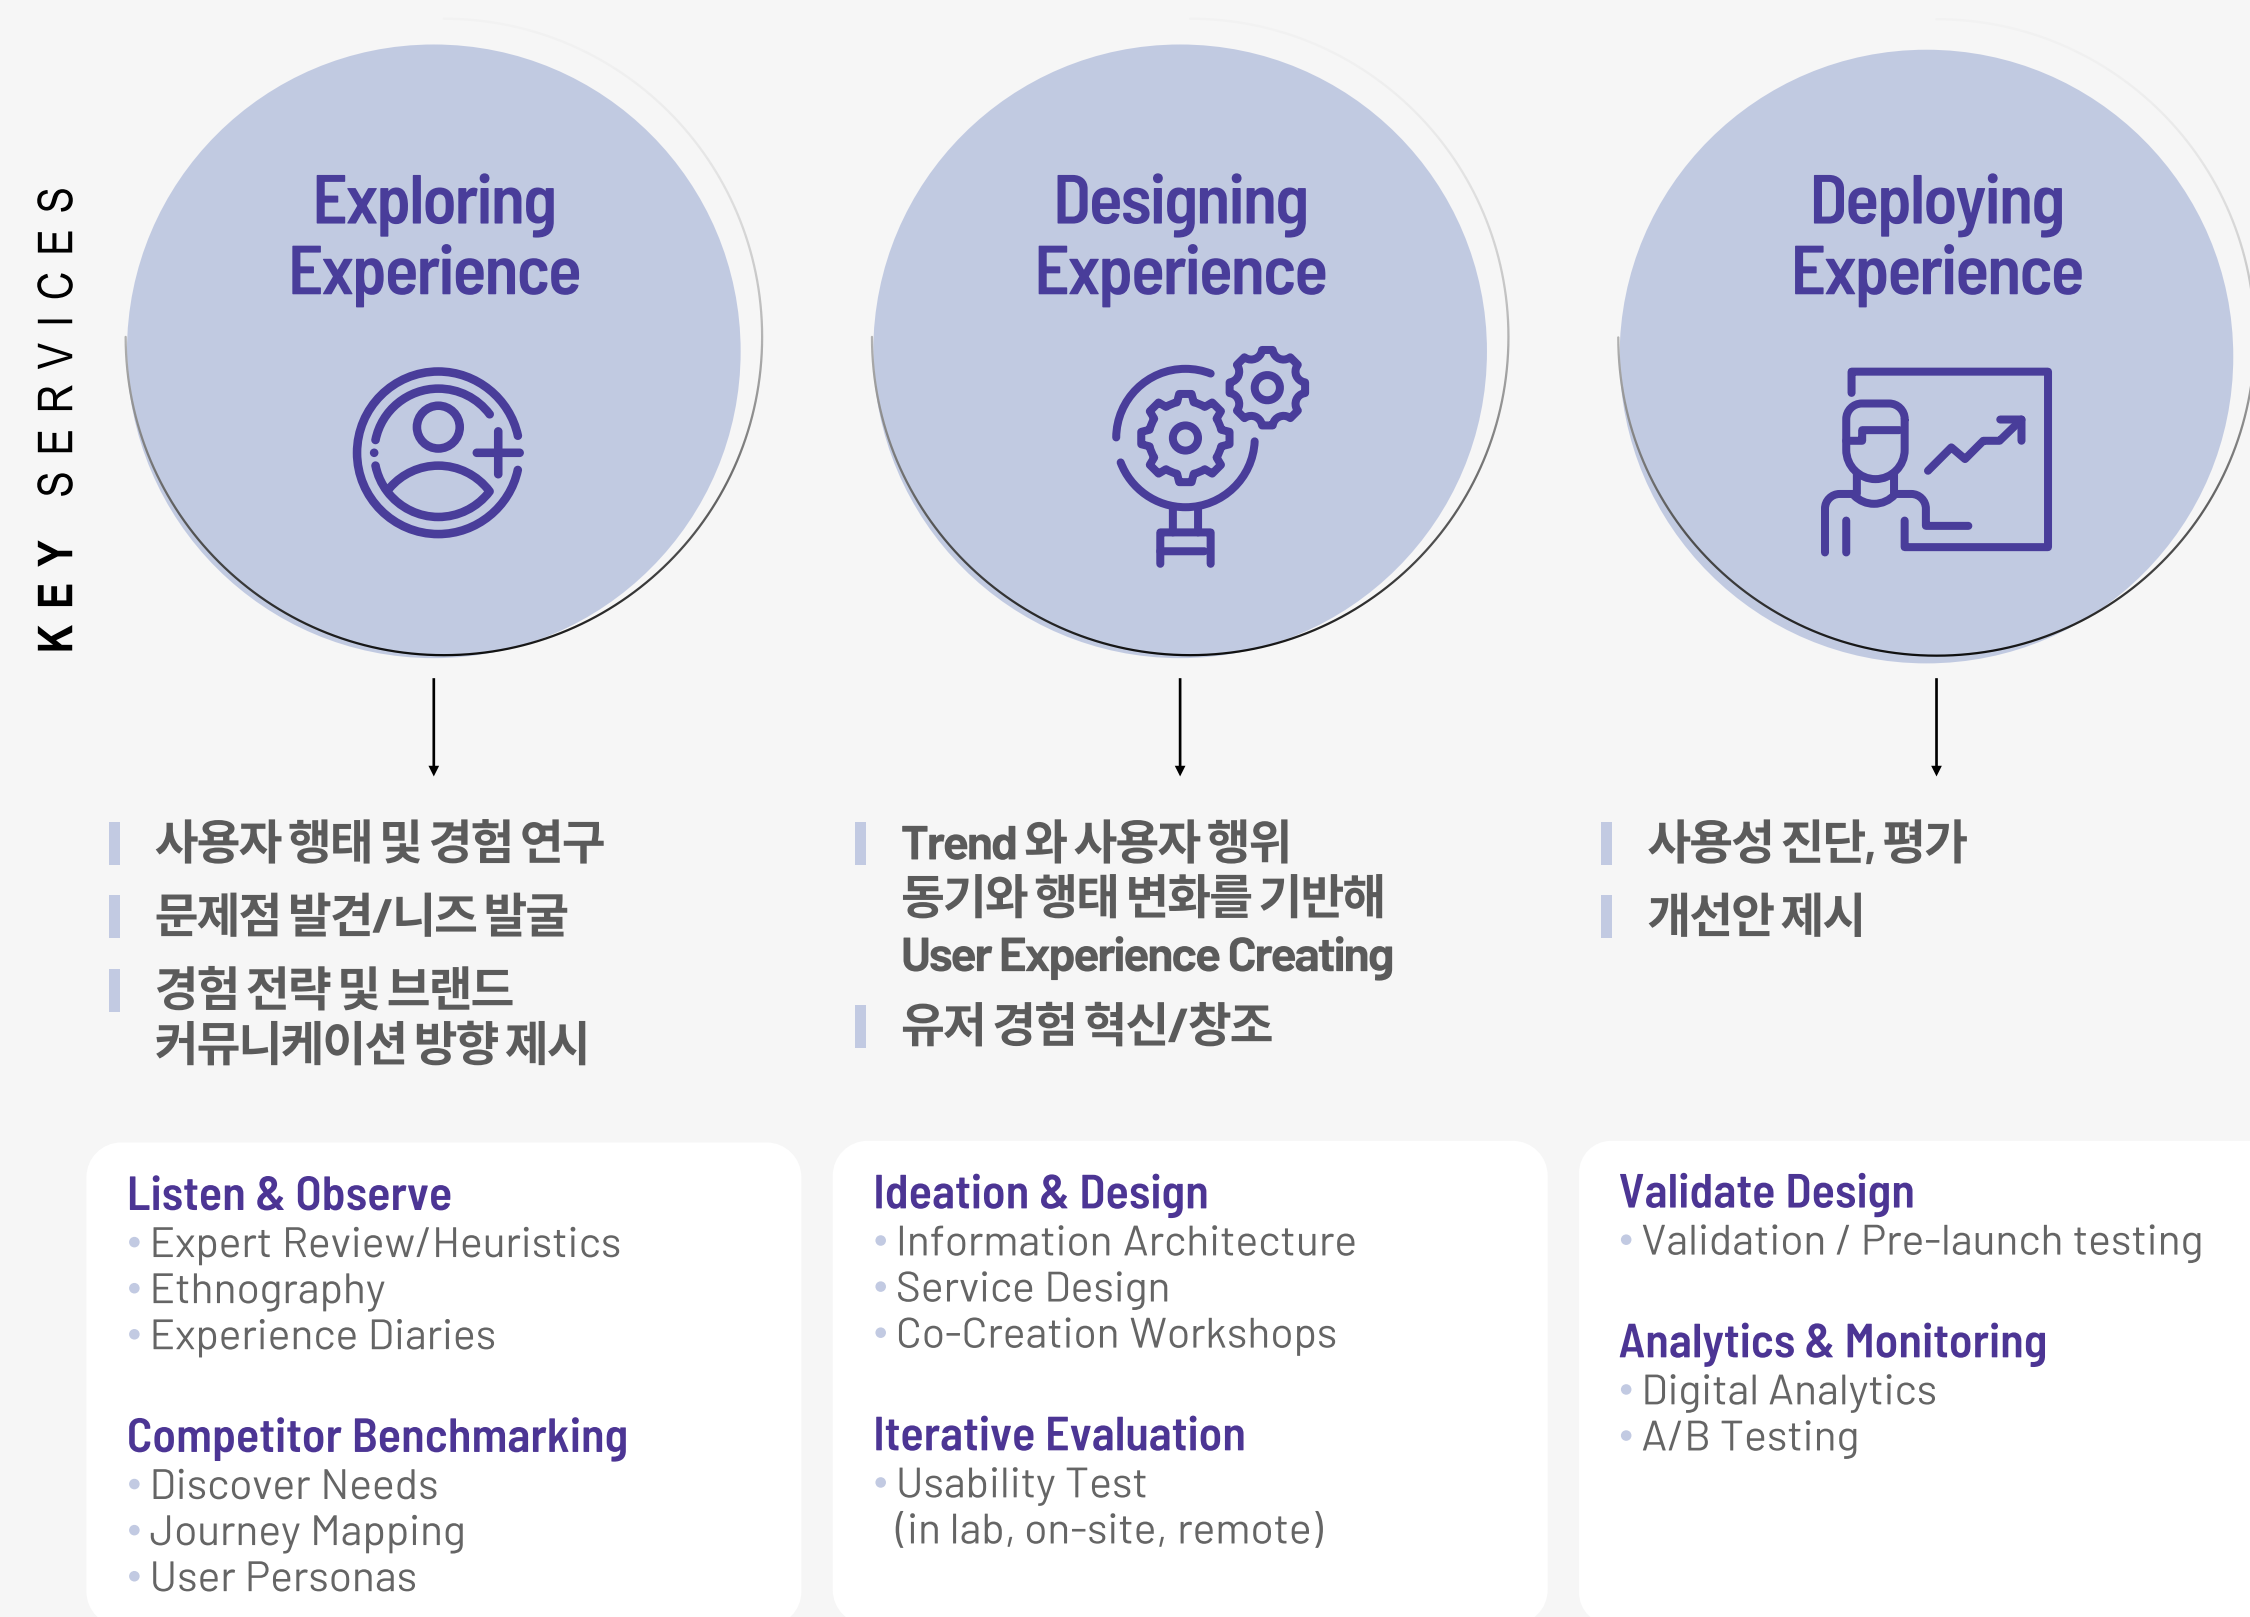 KEY SERVICES
Exploring
Experience
사용자 행태 및 경험 연구
문제점 발견/니즈 발굴
경험 전략 및 브랜드
커뮤니케이션 방향 제시
Listen & Observe
• Expert Review/Heuristics
• Ethnography
• Experience Diaries
Competitor Benchmarking
• Discover Needs
• Journey Mapping
• User Personas
Designing
Experience
Trend 와 사용자 행위
동기와 행태 변화를 기반해
User Experience Creating
유저 경험 혁신/창조
Ideation & Design
• Information Architecture
• Service Design
• Co-Creation Workshops
Iterative Evaluation
• Usability Test
(in lab, on-site, remote)
Deploying
Experience
사용성 진단, 평가
개선안 제시
Validate Design
• Validation / Pre-launch testing
Analytics & Monitoring
• Digital Analytics
• A/B Testing